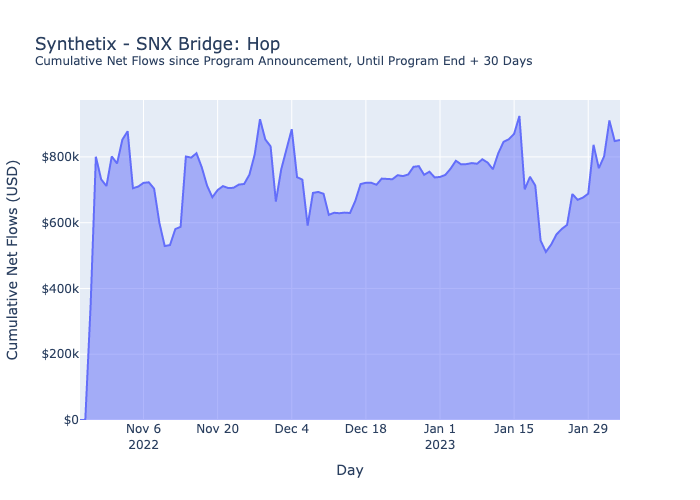 Synthetix - SNX Bridge: Hop
Cumulative Net Flows since Program Announcement, Until Program End + 30 Days
Cumulative Net Flows (USD)
$800k
$600k
$400k
$200k
$0
Nov 6 Nov 20 Dec 4 Dec 18 Jan 1 Jan 15 Jan 29
2022 2023
Day